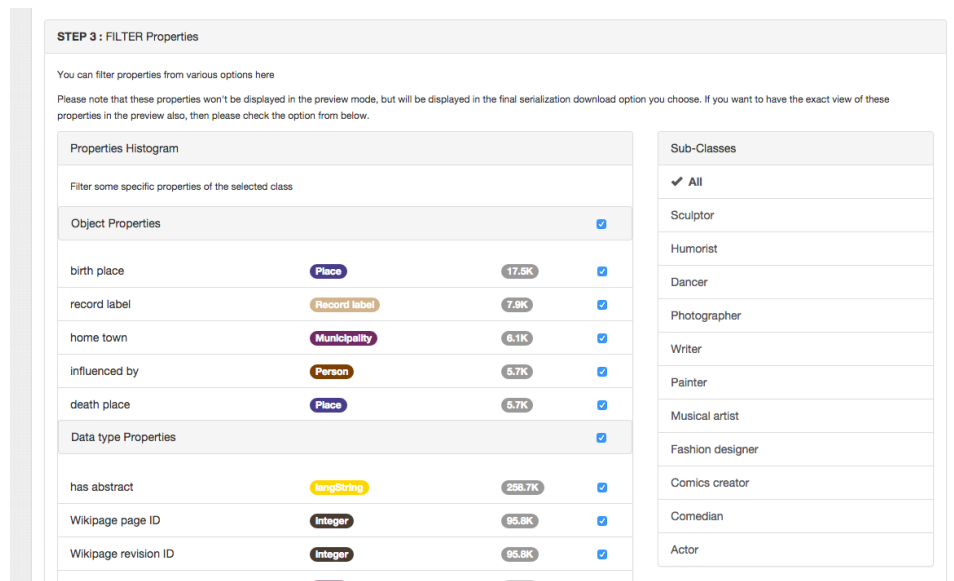 STEP 3 : FILTER Properties
You can filter properties from various options here
Please note that these properties won't be displayed in the preview mode, but will be displayed in the final serialization download option you choose. If you want to have the exact view of these
properties in the preview also, then please check the option from below.
Properties Histogram
Filter some specific properties of the selected class
Object Properties
birth place Place 17.5K
record label Record label 7.9K
home town Municipality 6.1K
influenced by Person 5.7K
death place Place 5.7K
Data type Properties
has abstract langString 258.7K
Wikipage page ID Integer 95.8K
Wikipage revision ID Integer 95.8K
Sub-Classes
All
Sculptor
Humorist
Dancer
Photographer
Writer
Painter
Musical artist
Fashion designer
Comics creator
Comedian
Actor